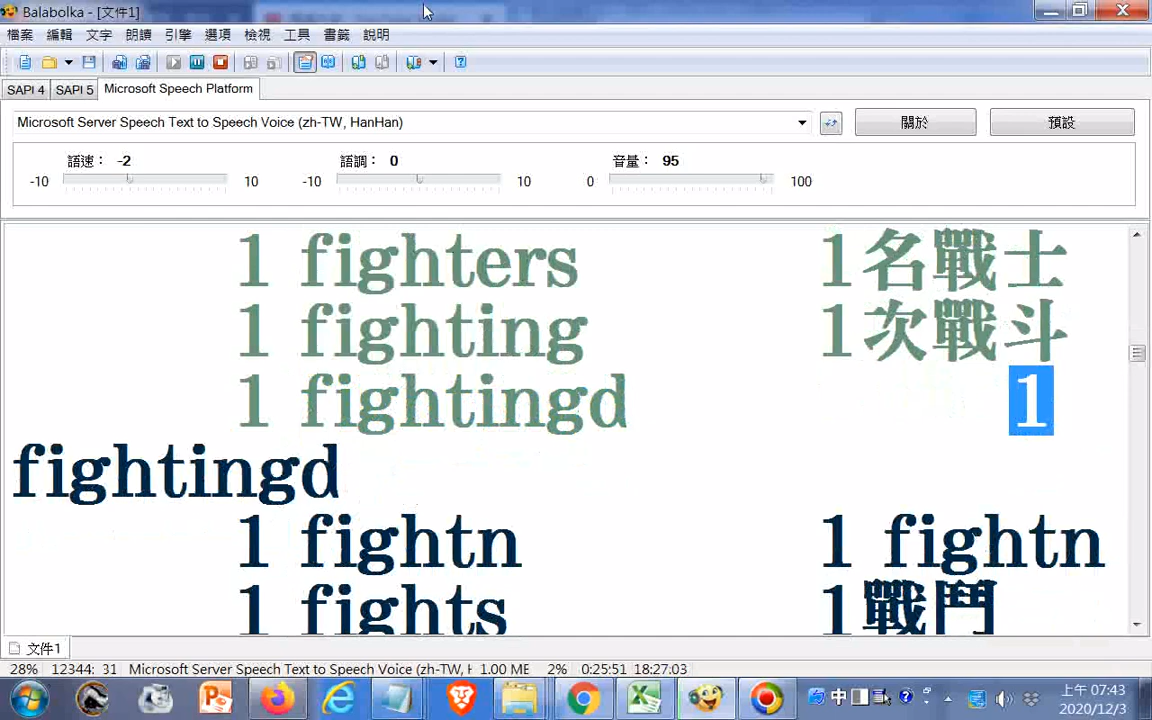 Balabolka - [文件1]
檔案 編輯 文字 朗讀 引擎 選項 檢視 工具 書籤 說明
SAPI 4 SAPI 5 Microsoft Speech Platform
Microsoft Server Speech Text to Speech Voice (zh-TW, HanHan) 關於 預設
語速： -2 語調： 0 音量： 95
-10 10 -10 10 0 100
1 fighters 1名戰士
1 fighting 1次戰斗
1 fightingd 1
fightingd
1 fightn 1 fightn
1 fights 1戰鬥
文件1
28% 12344: 31 Microsoft Server Speech Text to Speech Voice (zh-TW, H 1.00 ME 2% 0:25:51 18:27:03
中 上午 07:43
2020/12/3